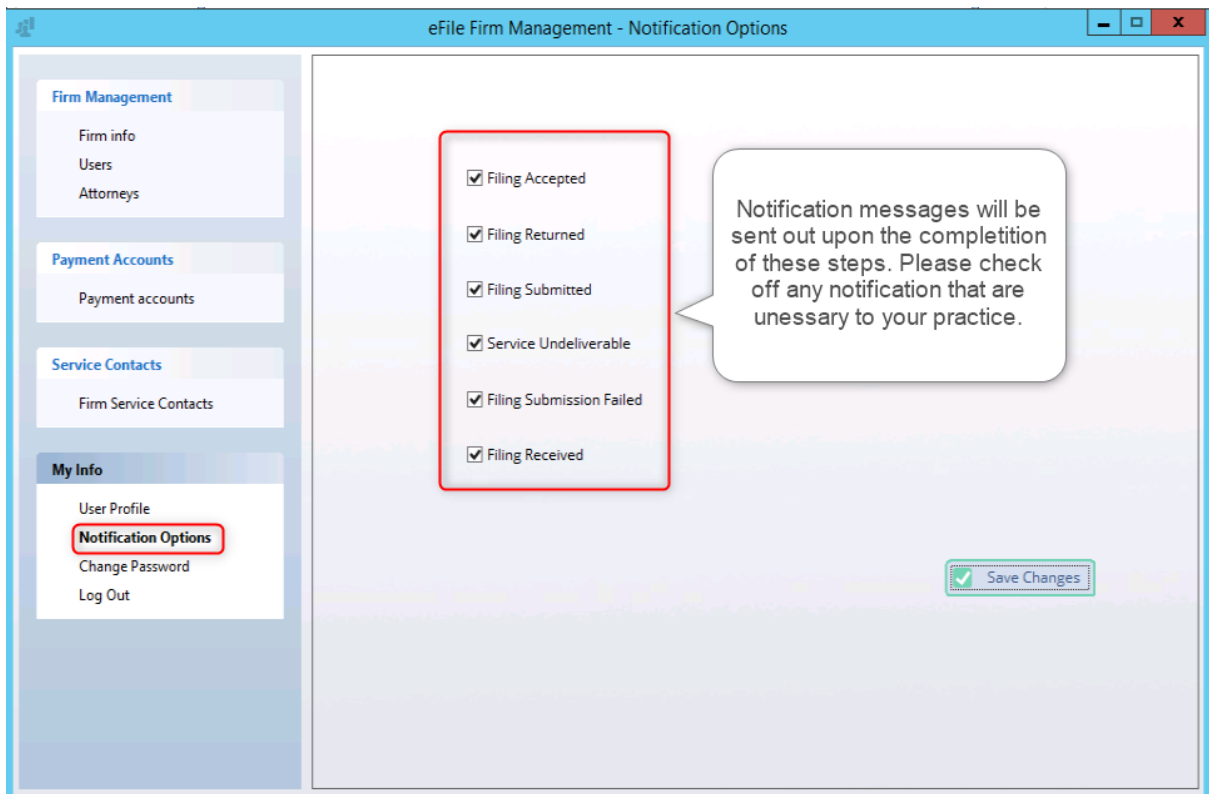 eFile Firm Management - Notification Options
Firm Management
Firm info
Users
Attorneys
Payment Accounts
Payment accounts
Service Contacts
Firm Service Contacts
My Info
User Profile
Notification Options
Change Password
Log Out
Filing Accepted
Filing Returned
Filing Submitted
Service Undeliverable
Filing Submission Failed
Filing Received
Notification messages will be
sent out upon the completition
of these steps. Please check
off any notification that are
unessary to your practice.
Save Changes